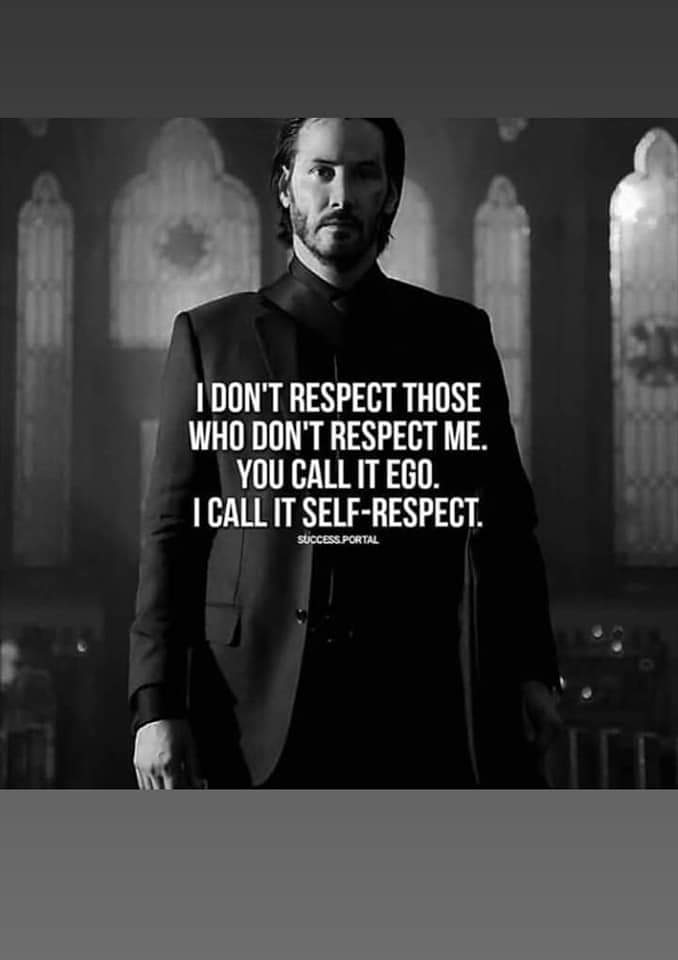 I DON'T RESPECT THOSE
WHO DON'T RESPECT ME.
YOU CALL IT EGO.
I CALL IT SELF-RESPECT.
SUCCESS.PORTAL